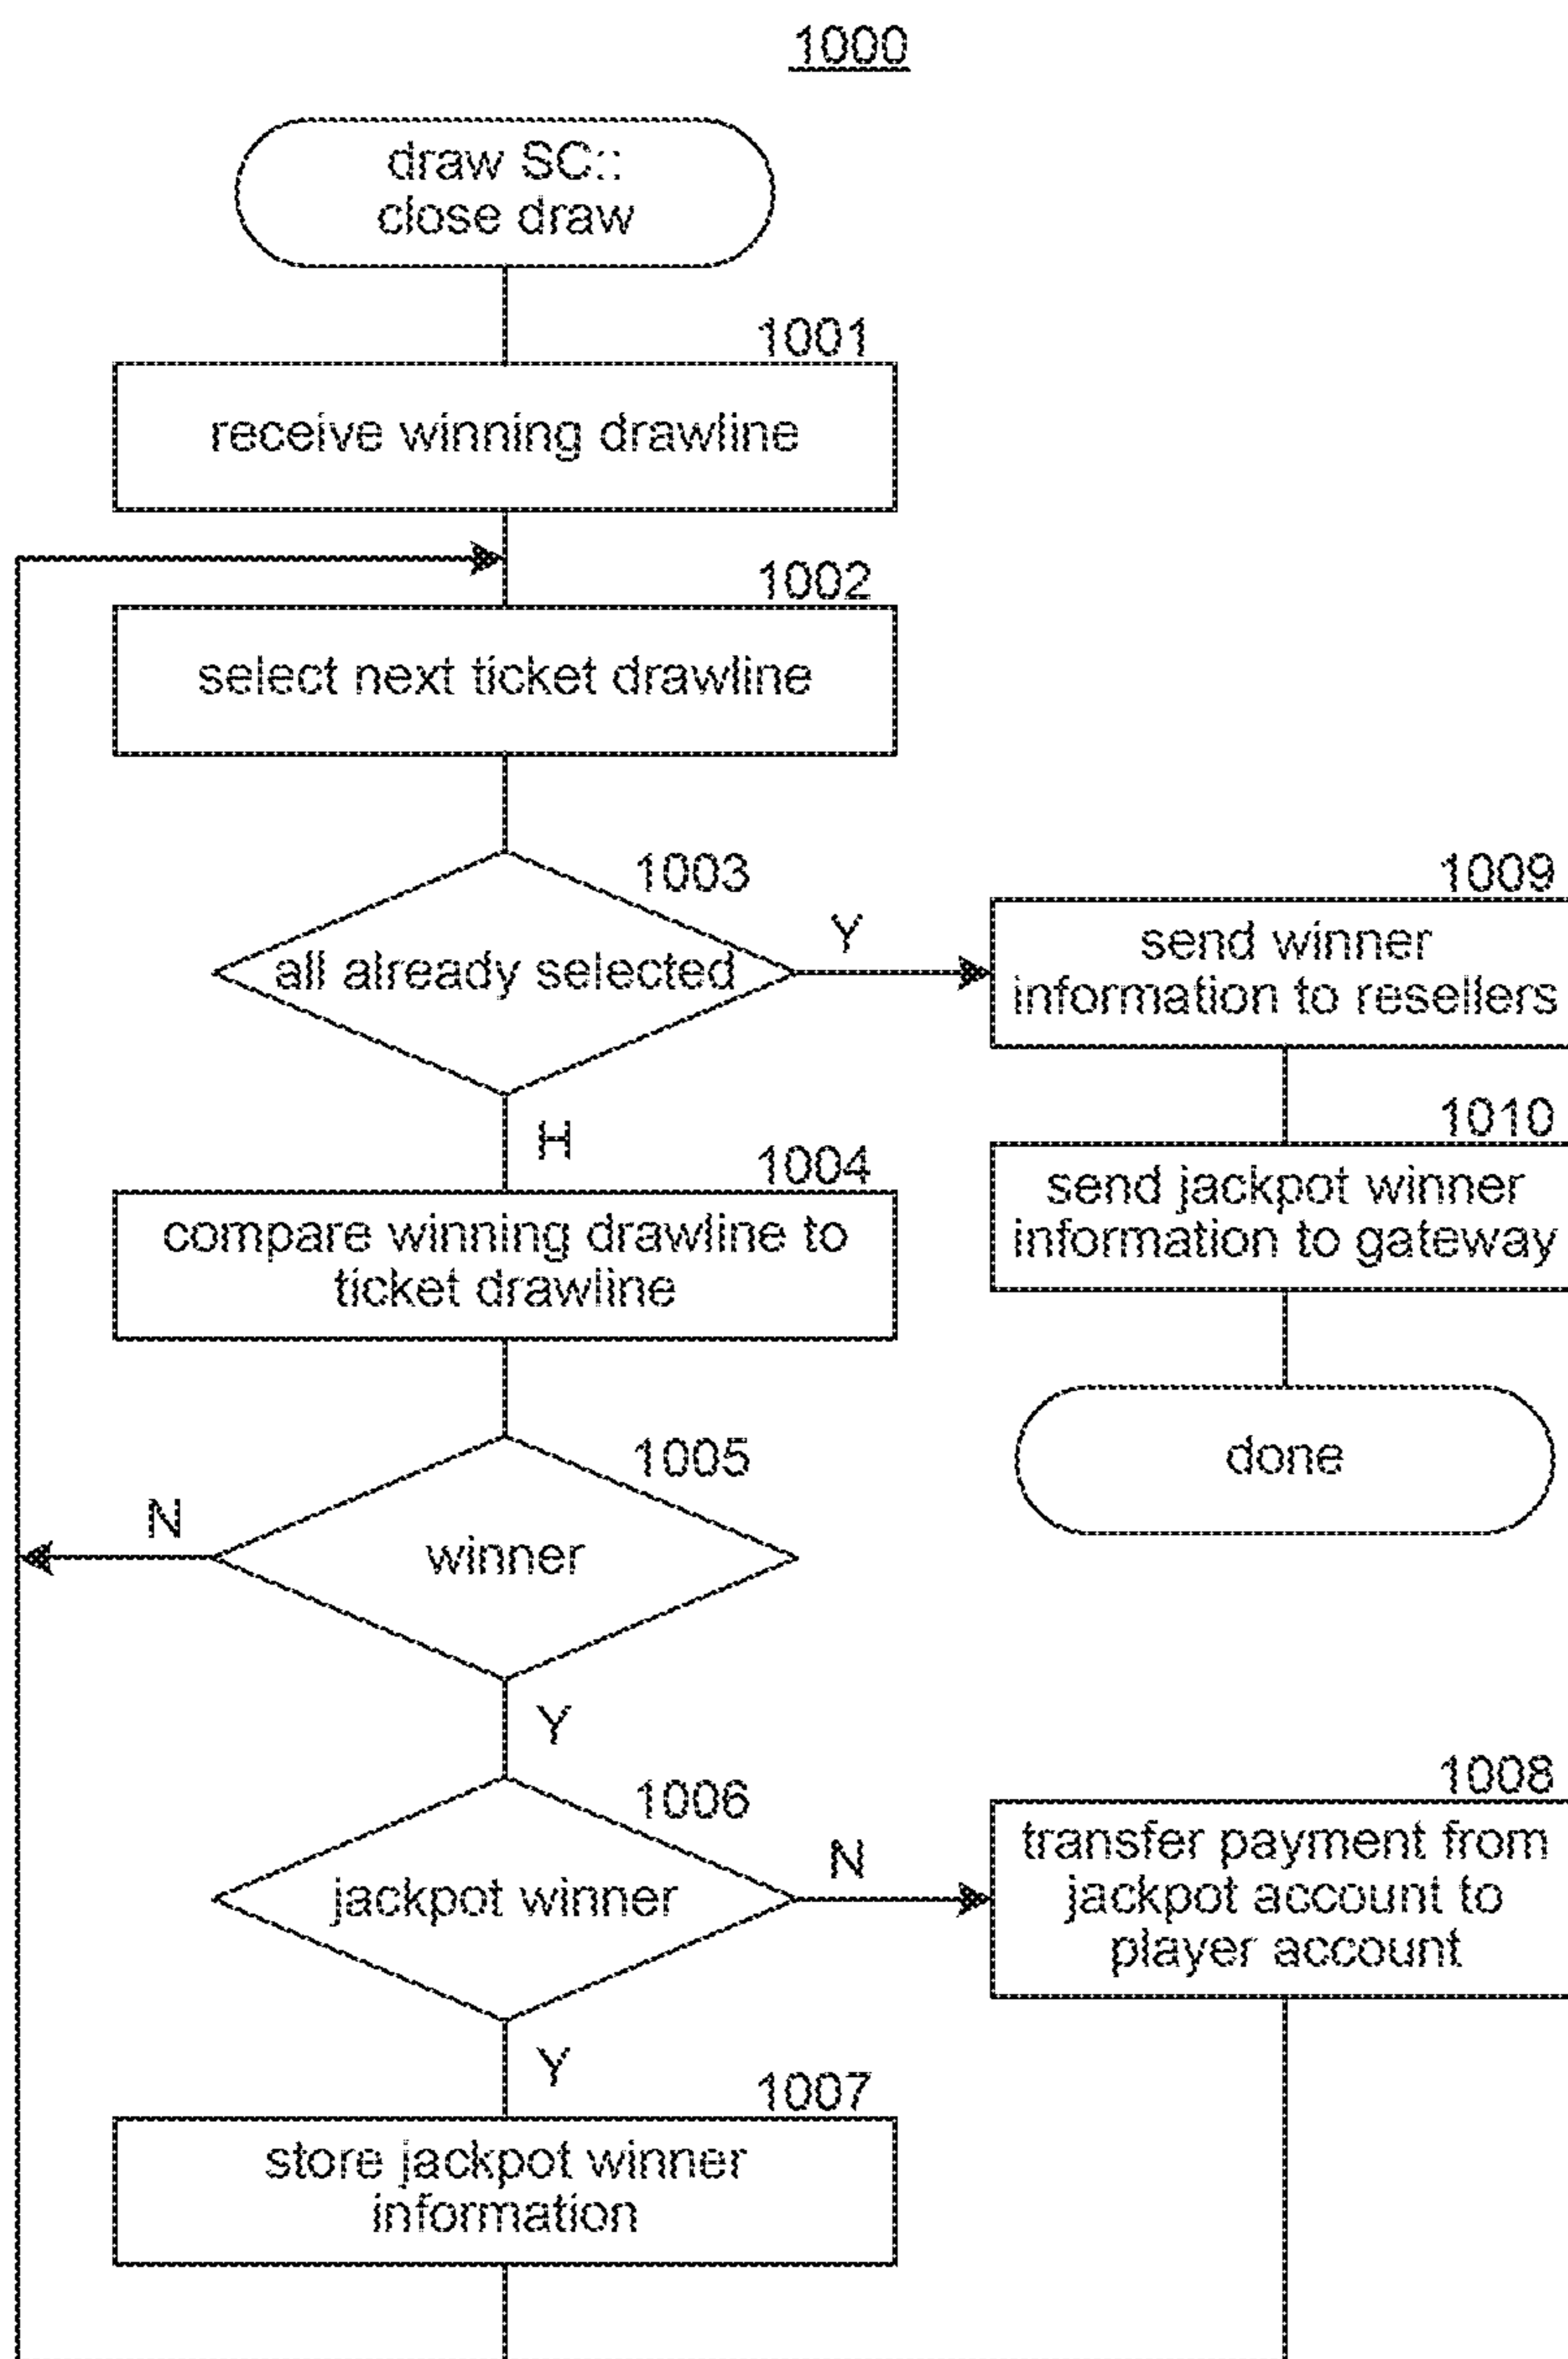 1000
draw SC::
close draw
1001
receive winning drawline
1002
select next ticket drawline
1003
all already selected
Y
1009
send winner
information to resellers
H
1010
send jackpot winner
information to gateway
1004
compare winning drawline to
ticket drawline
done
1005
winner
N
Y
1006
jackpot winner
N
1008
transfer payment from
jackpot account to
player account
Y
1007
store jackpot winner
information